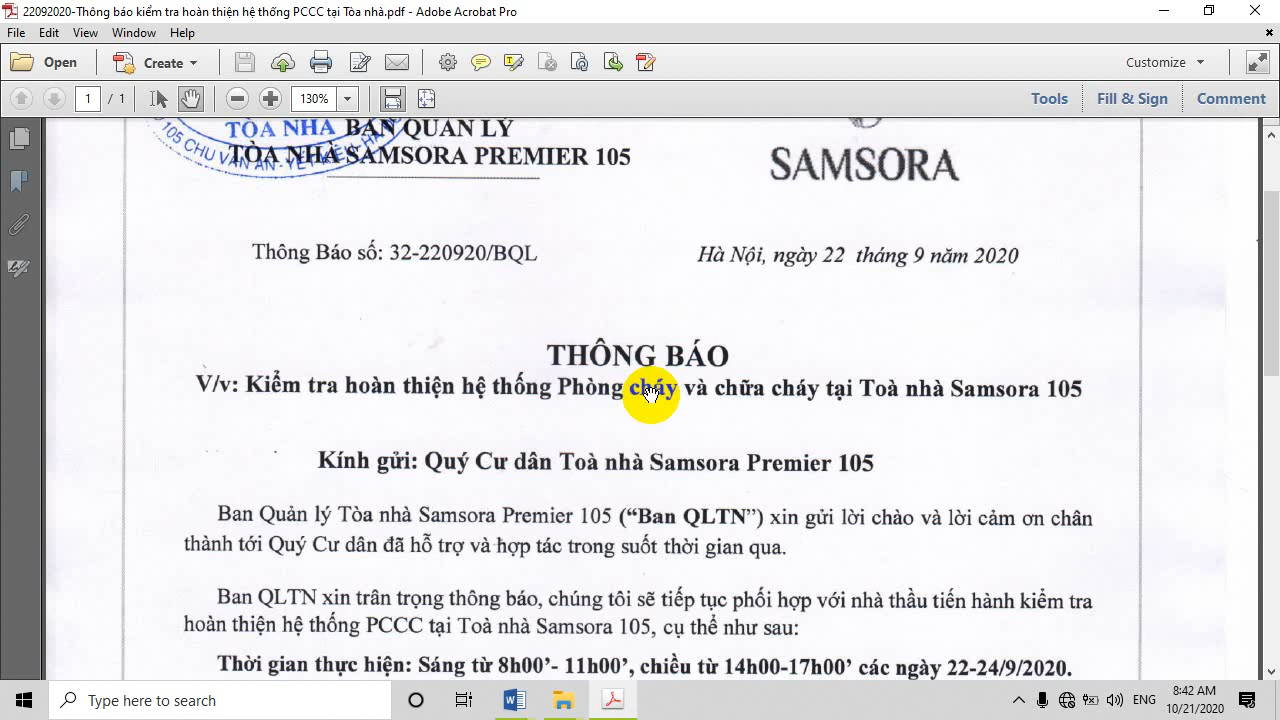 22092020-Thông báo kiểm tra hoàn thiện hệ thống PCCC tại Tòa nhà.pdf - Adobe Acrobat Pro
File Edit View Window Help
Open Create Customize
1 / 1 130% Tools Fill & Sign Comment
TÒA NHÀ BAN QUẢN LÝ
TÒA NHÀ SAMSORA PREMIER 105
105 CHU VĂN AN - YẾT KIÊU
SAMSORA
Thông Báo số: 32-220920/BQL Hà Nội, ngày 22 tháng 9 năm 2020
THÔNG BÁO
V/v: Kiểm tra hoàn thiện hệ thống Phòng cháy và chữa cháy tại Toà nhà Samsora 105
Kính gửi: Quý Cư dân Toà nhà Samsora Premier 105
Ban Quản lý Tòa nhà Samsora Premier 105 (“Ban QLTN”) xin gửi lời chào và lời cảm ơn chân
thành tới Quý Cư dân đã hỗ trợ và hợp tác trong suốt thời gian qua.
Ban QLTN xin trân trọng thông báo, chúng tôi sẽ tiếp tục phối hợp với nhà thầu tiến hành kiểm tra
hoàn thiện hệ thống PCCC tại Toà nhà Samsora 105, cụ thể như sau:
Thời gian thực hiện: Sáng từ 8h00’- 11h00’, chiều từ 14h00-17h00’ các ngày 22-24/9/2020.
Type here to search ENG 8:42 AM
10/21/2020